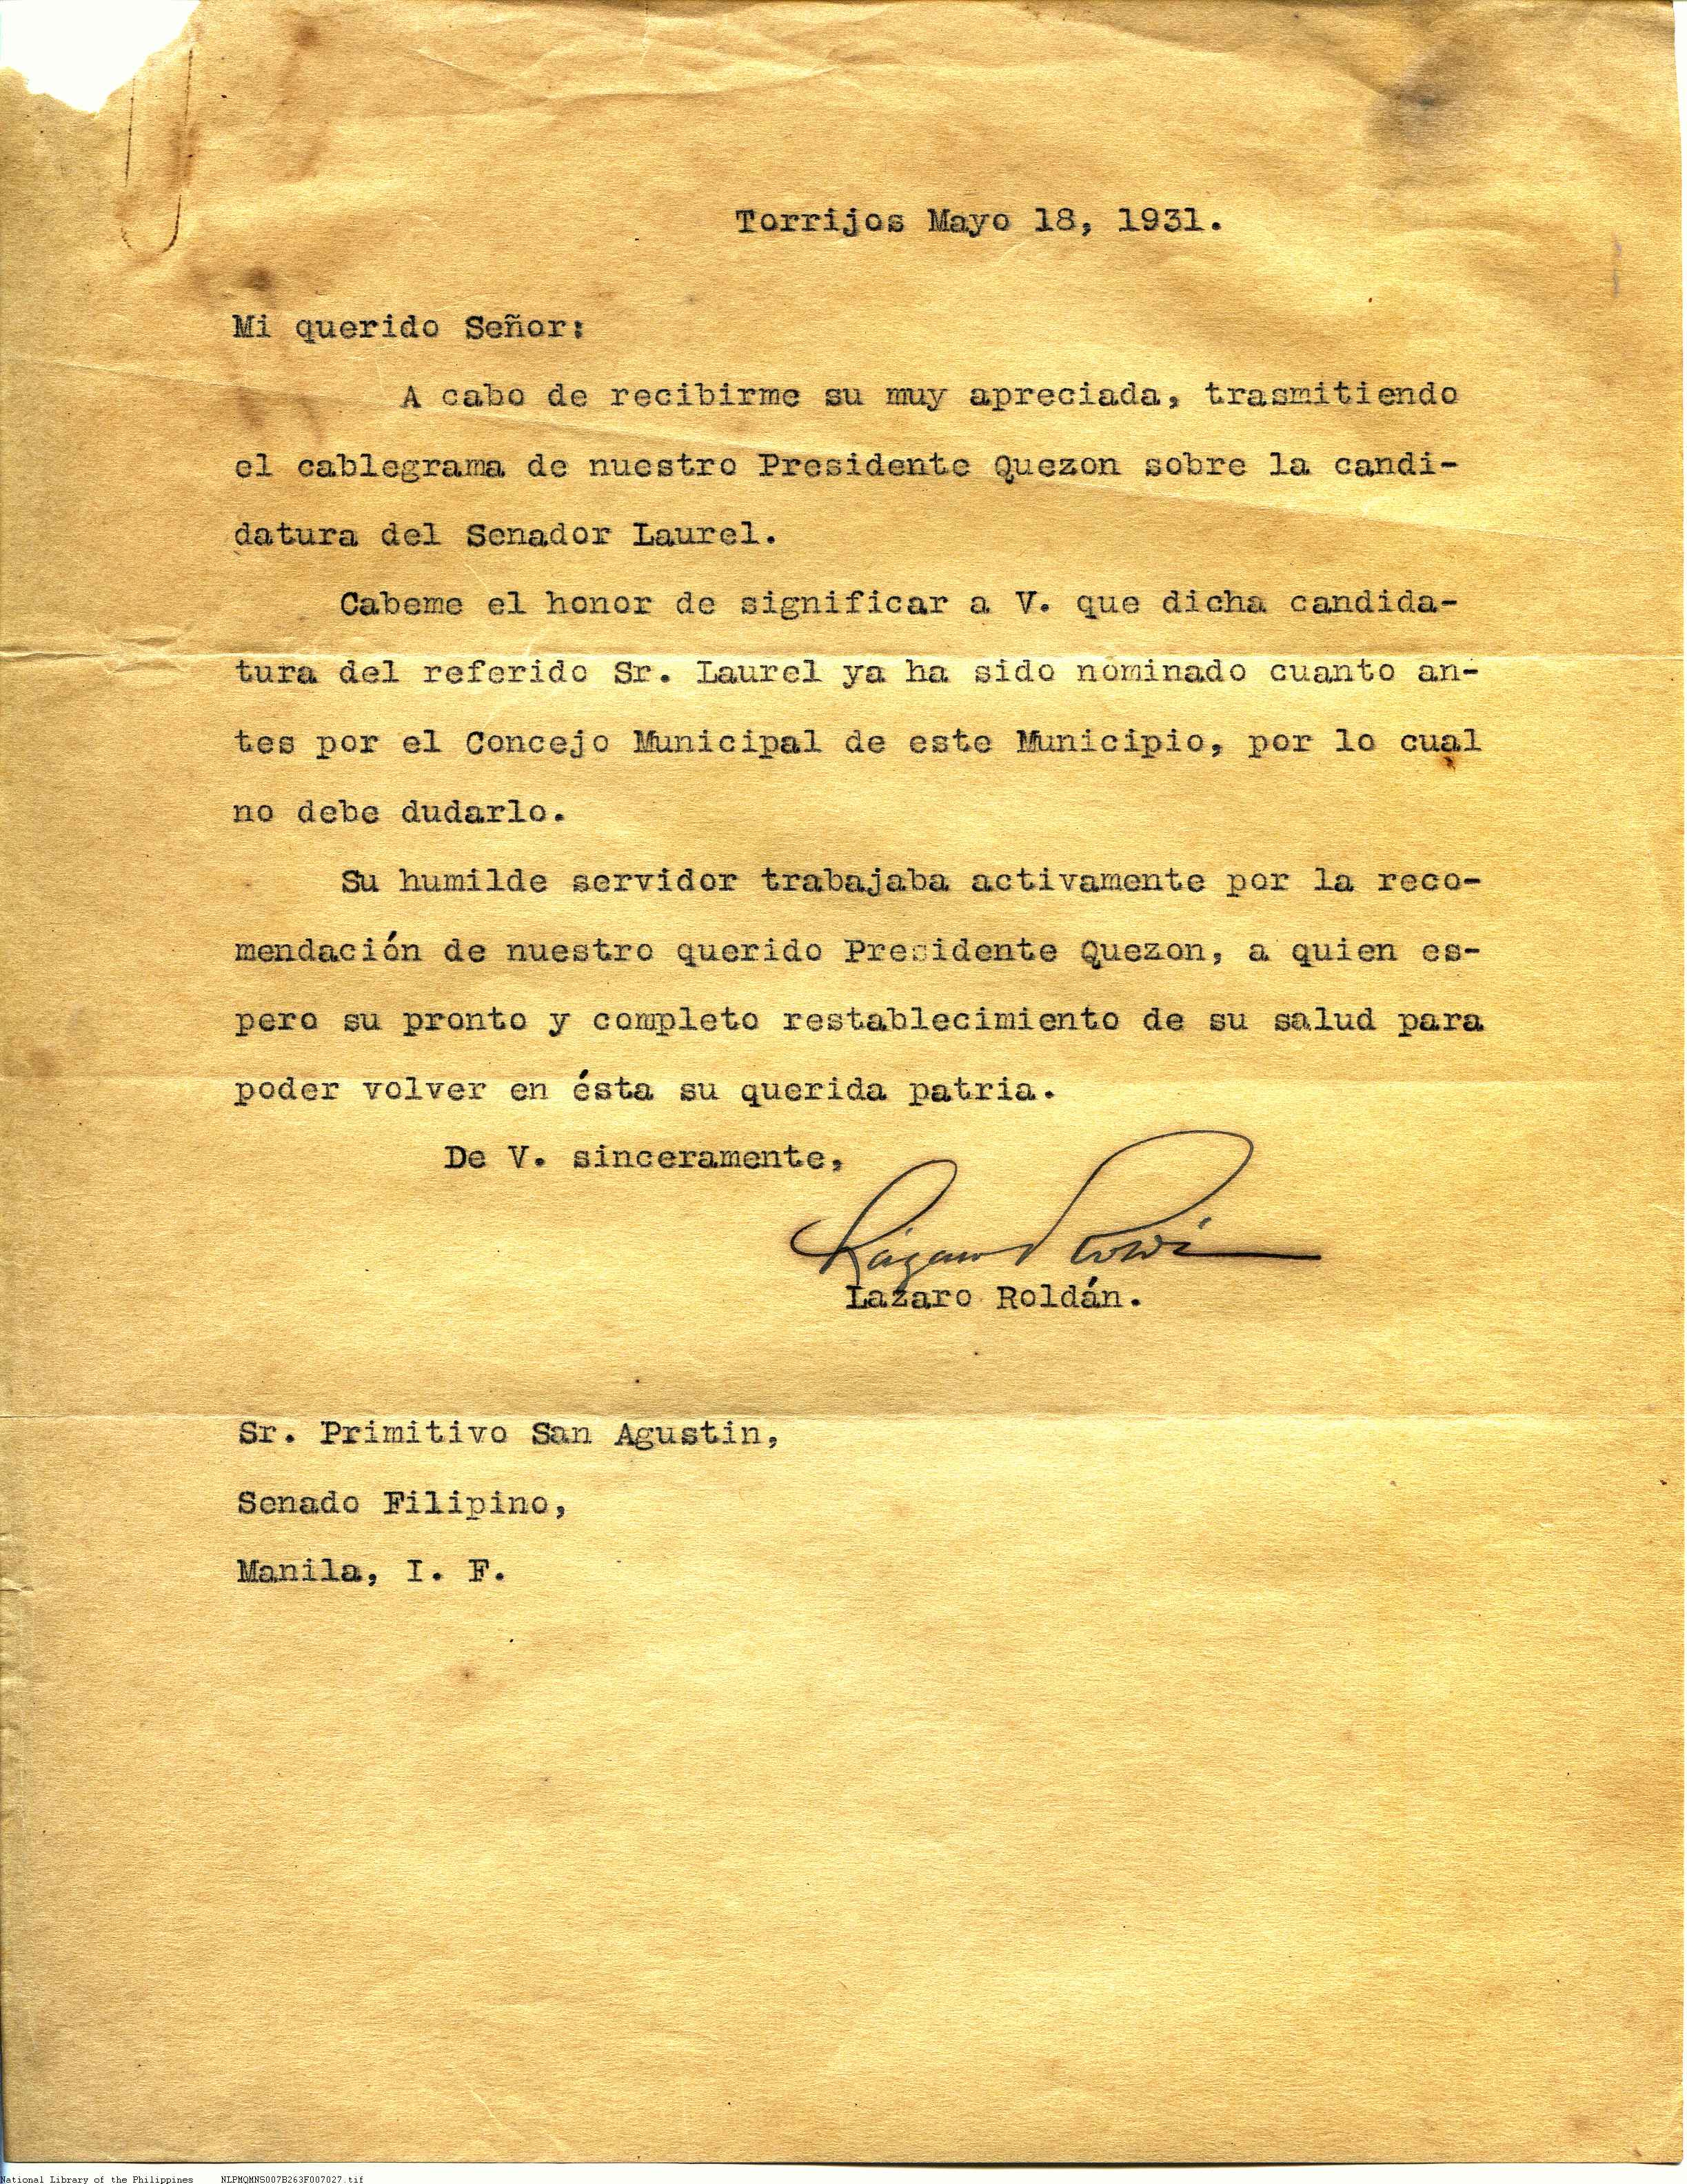 Torrijos Mayo 18, 1931.
Mi querido Señor:
A cabo de recibirme su muy apreciada, trasmitiendo
el cablegrama de nuestro Presidente Quezon sobre la candi-
datura del Senador Laurel.
Cabeme el honor de significar a V. que dicha candida-
tura del referido Sr. Laurel ya ha sido nominado cuanto an-
tes por el Concejo Municipal de este Municipio, por lo cual
no debe dudarlo.
Su humilde servidor trabajaba activamente por la reco-
mendación de nuestro querido Presidente Quezon, a quien es-
pero su pronto y completo restablecimiento de su salud para
poder volver en ésta su querida patria.
De V. sinceramente,
Lazaro Roldán.
Sr. Primitivo San Agustin,
Senado Filipino,
Manila, I. F.
National Library of the Philippines NLPMQMNS007B263F007027.tif